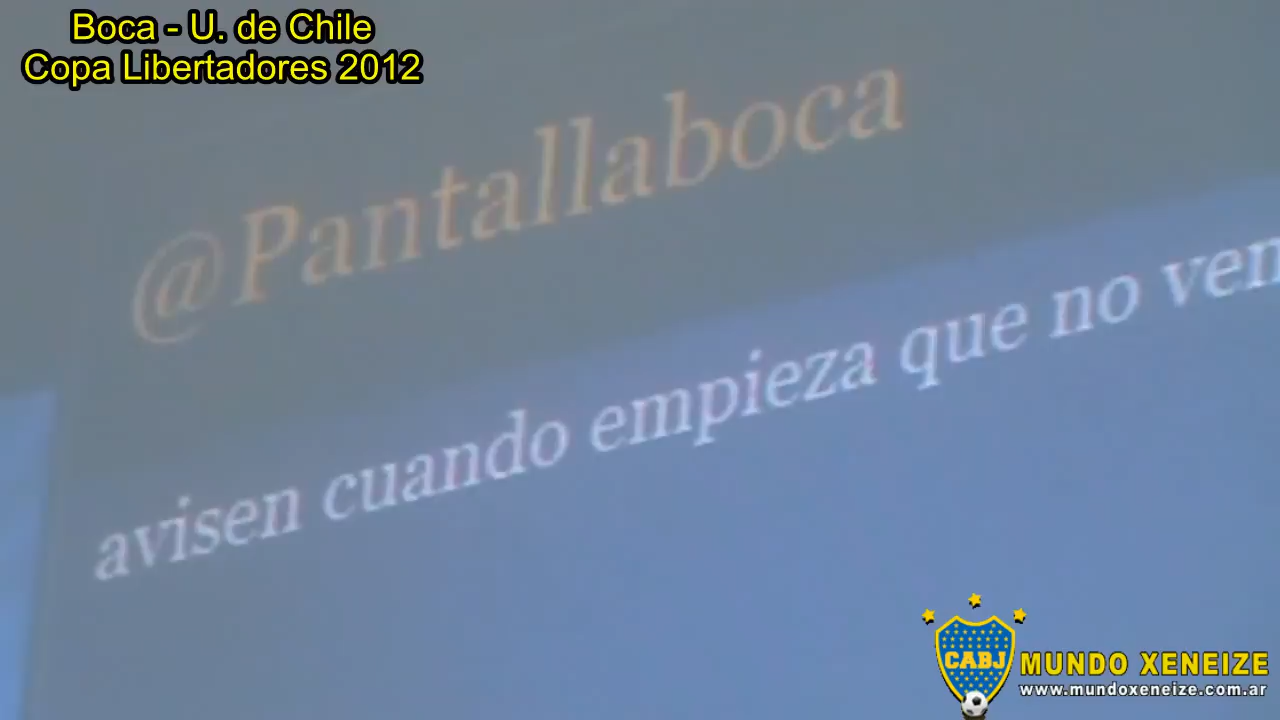 Boca - U. de Chile
Copa Libertadores 2012
@Pantallaboca
avisen cuando empieza que no ven
CABJ
MUNDO XENEIZE
www.mundoxeneize.com.ar